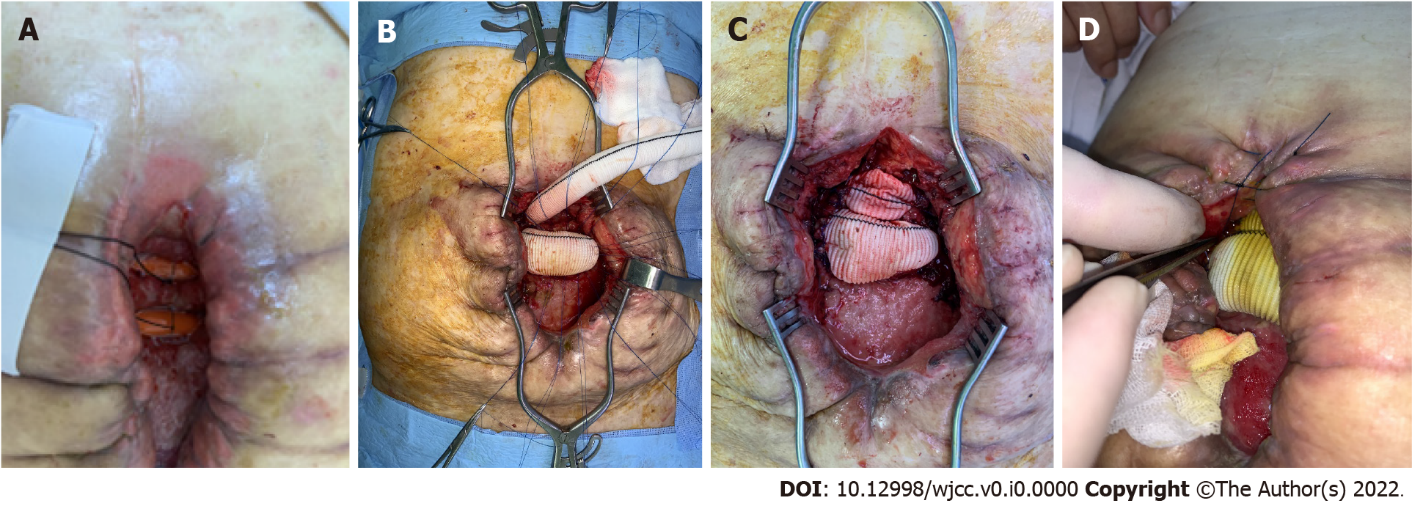 A
B
C
D
DOI: 10.12998/wjcc.v0.i0.0000 Copyright ©The Author(s) 2022.